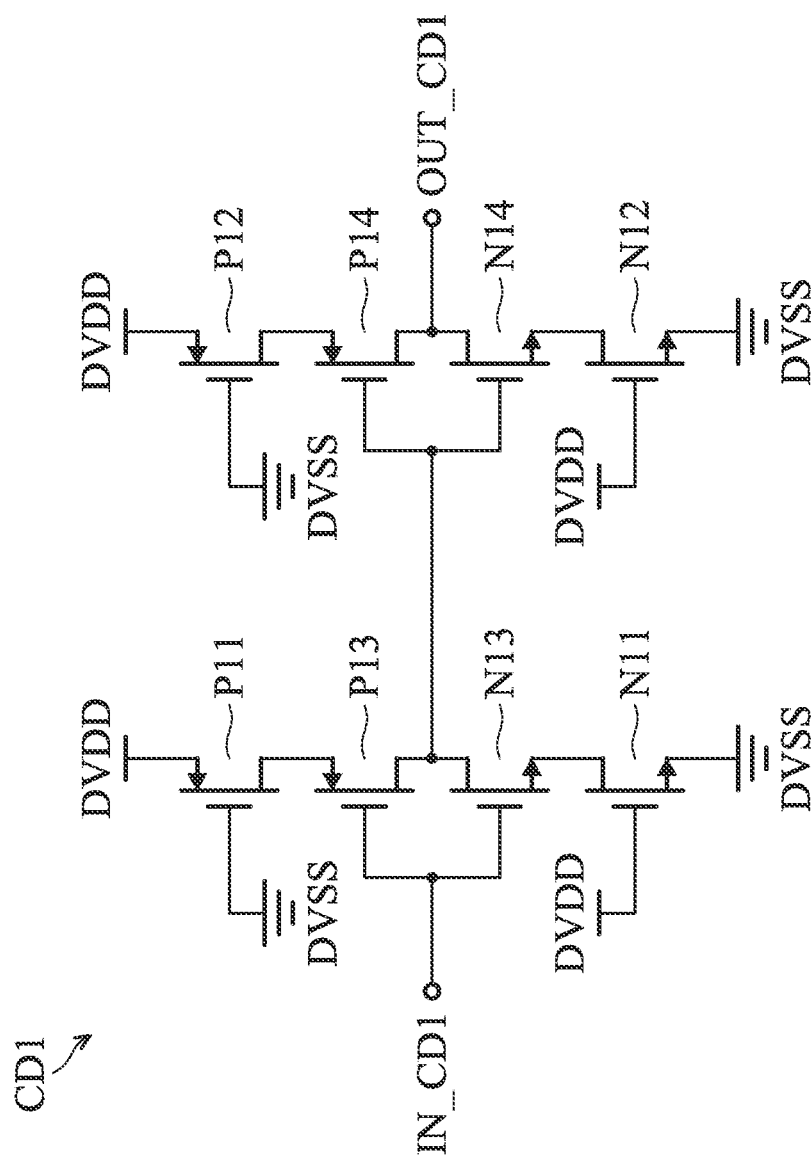 CD1
DVDD
DVDD
P11
P12
DVSS
DVSS
P13
P14
IN_CD1
OUT_CD1
N13
N14
DVDD
DVDD
N11
N12
DVSS
DVSS